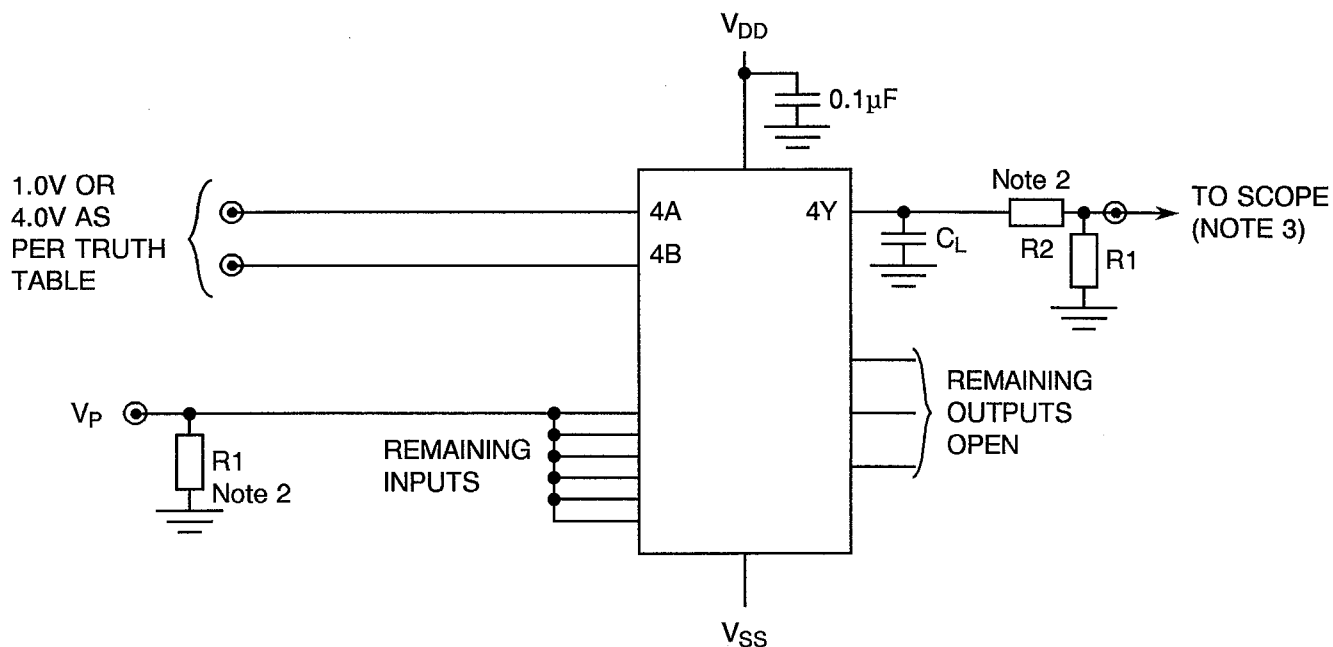 VDD
0.1µF
1.0V OR
4.0V AS
PER TRUTH
TABLE
4A
4B
4Y
CL
Note 2
R2
R1
TO SCOPE
(NOTE 3)
VP
R1
Note 2
REMAINING
INPUTS
REMAINING
OUTPUTS
OPEN
VSS